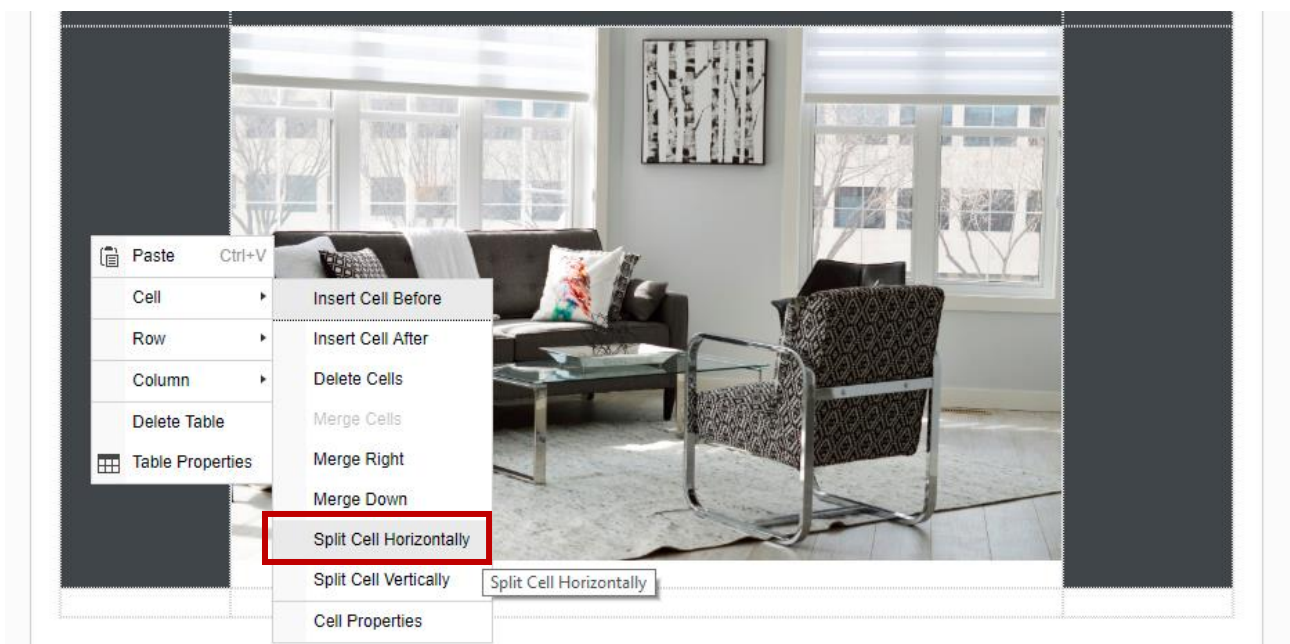 Paste Ctrl+V
Cell
Row
Column
Delete Table
Table Properties
Insert Cell Before
Insert Cell After
Delete Cells
Merge Cells
Merge Right
Merge Down
Split Cell Horizontally
Split Cell Vertically
Cell Properties
Split Cell Horizontally